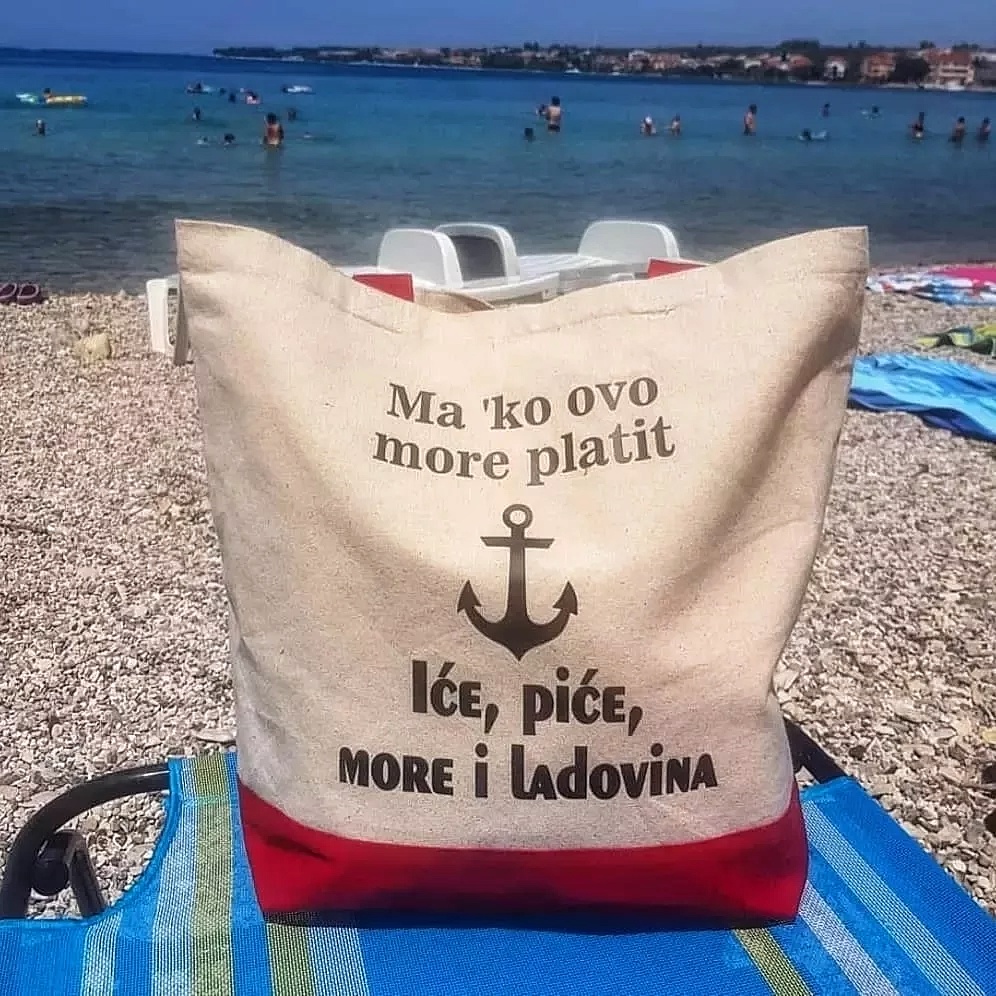 Ma 'ko ovo
more platit
Iće, piće,
more i ladovina